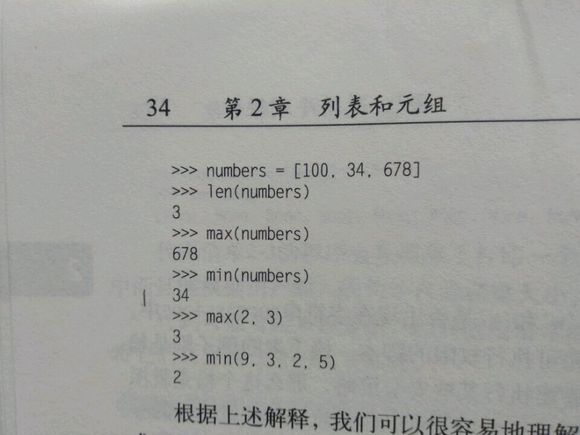 34 第2章 列表和元组
>>> numbers = [100, 34, 678]
>>> len(numbers)
3
>>> max(numbers)
678
>>> min(numbers)
34
>>> max(2, 3)
3
>>> min(9, 3, 2, 5)
2
根据上述解释，我们可以很容易地理解